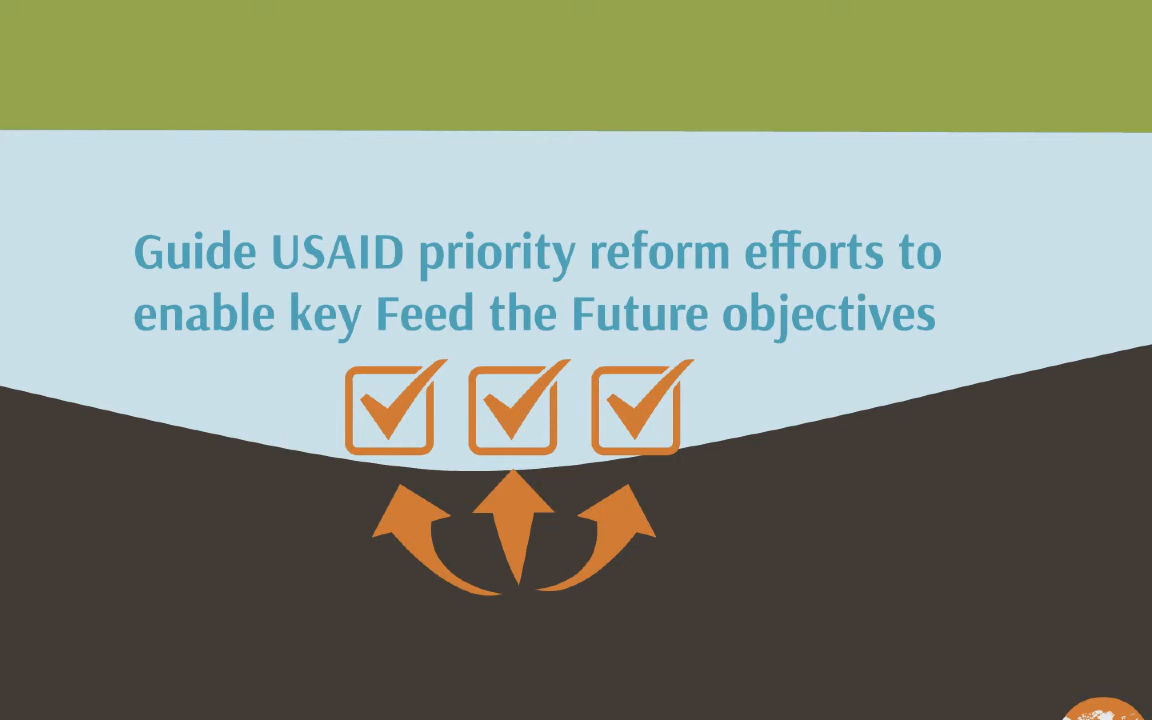 Guide USAID priority reform efforts to
enable key Feed the Future objectives